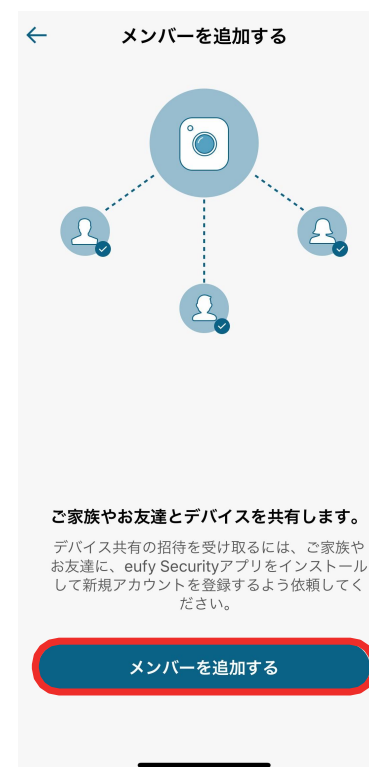 メンバーを追加する
ご家族やお友達とデバイスを共有します。
デバイス共有の招待を受け取るには、ご家族や
お友達に、eufy Securityアプリをインストール
して新規アカウントを登録するよう依頼してく
ださい。
メンバーを追加する